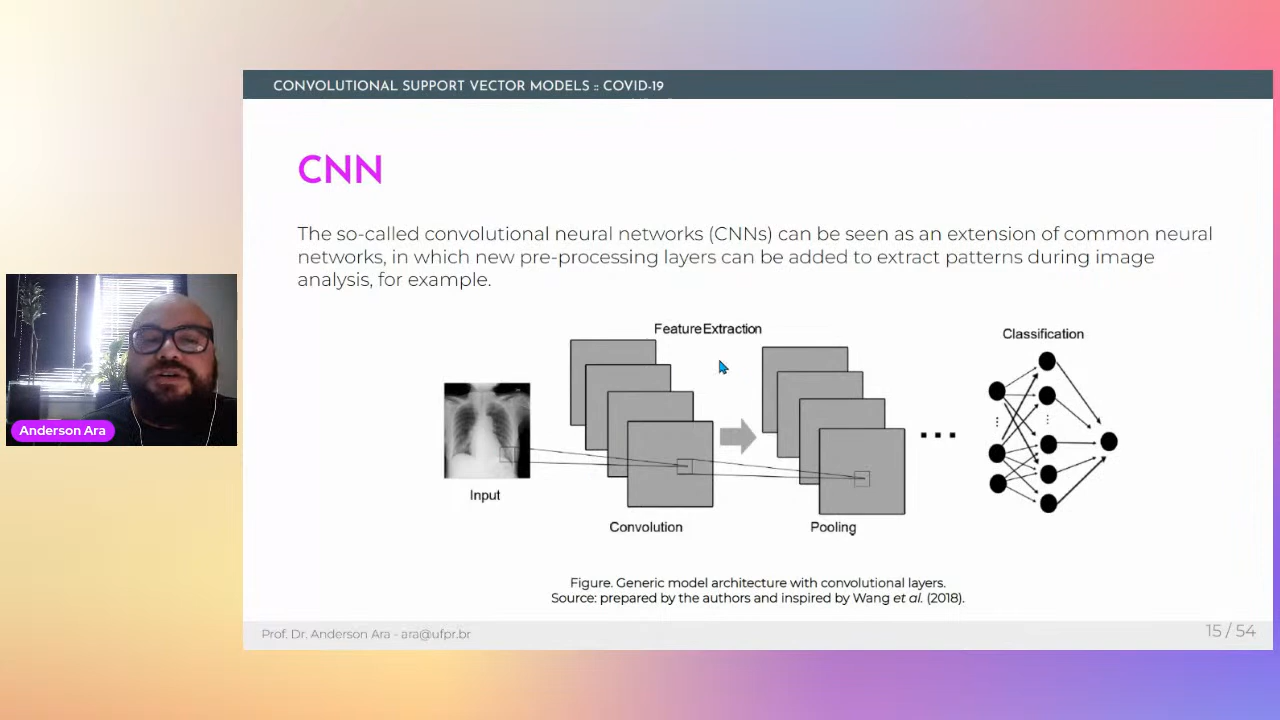 CONVOLUTIONAL SUPPORT VECTOR MODELS :: COVID-19
CNN
The so-called convolutional neural networks (CNNs) can be seen as an extension of common neural
networks, in which new pre-processing layers can be added to extract patterns during image
analysis, for example.
FeatureExtraction
Classification
Anderson Ara
Input
Convolution
Pooling
Figure. Generic model architecture with convolutional layers.
Source: prepared by the authors and inspired by Wang et al. (2018).
Prof. Dr. Anderson Ara - ara@ufpr.br
15 / 54